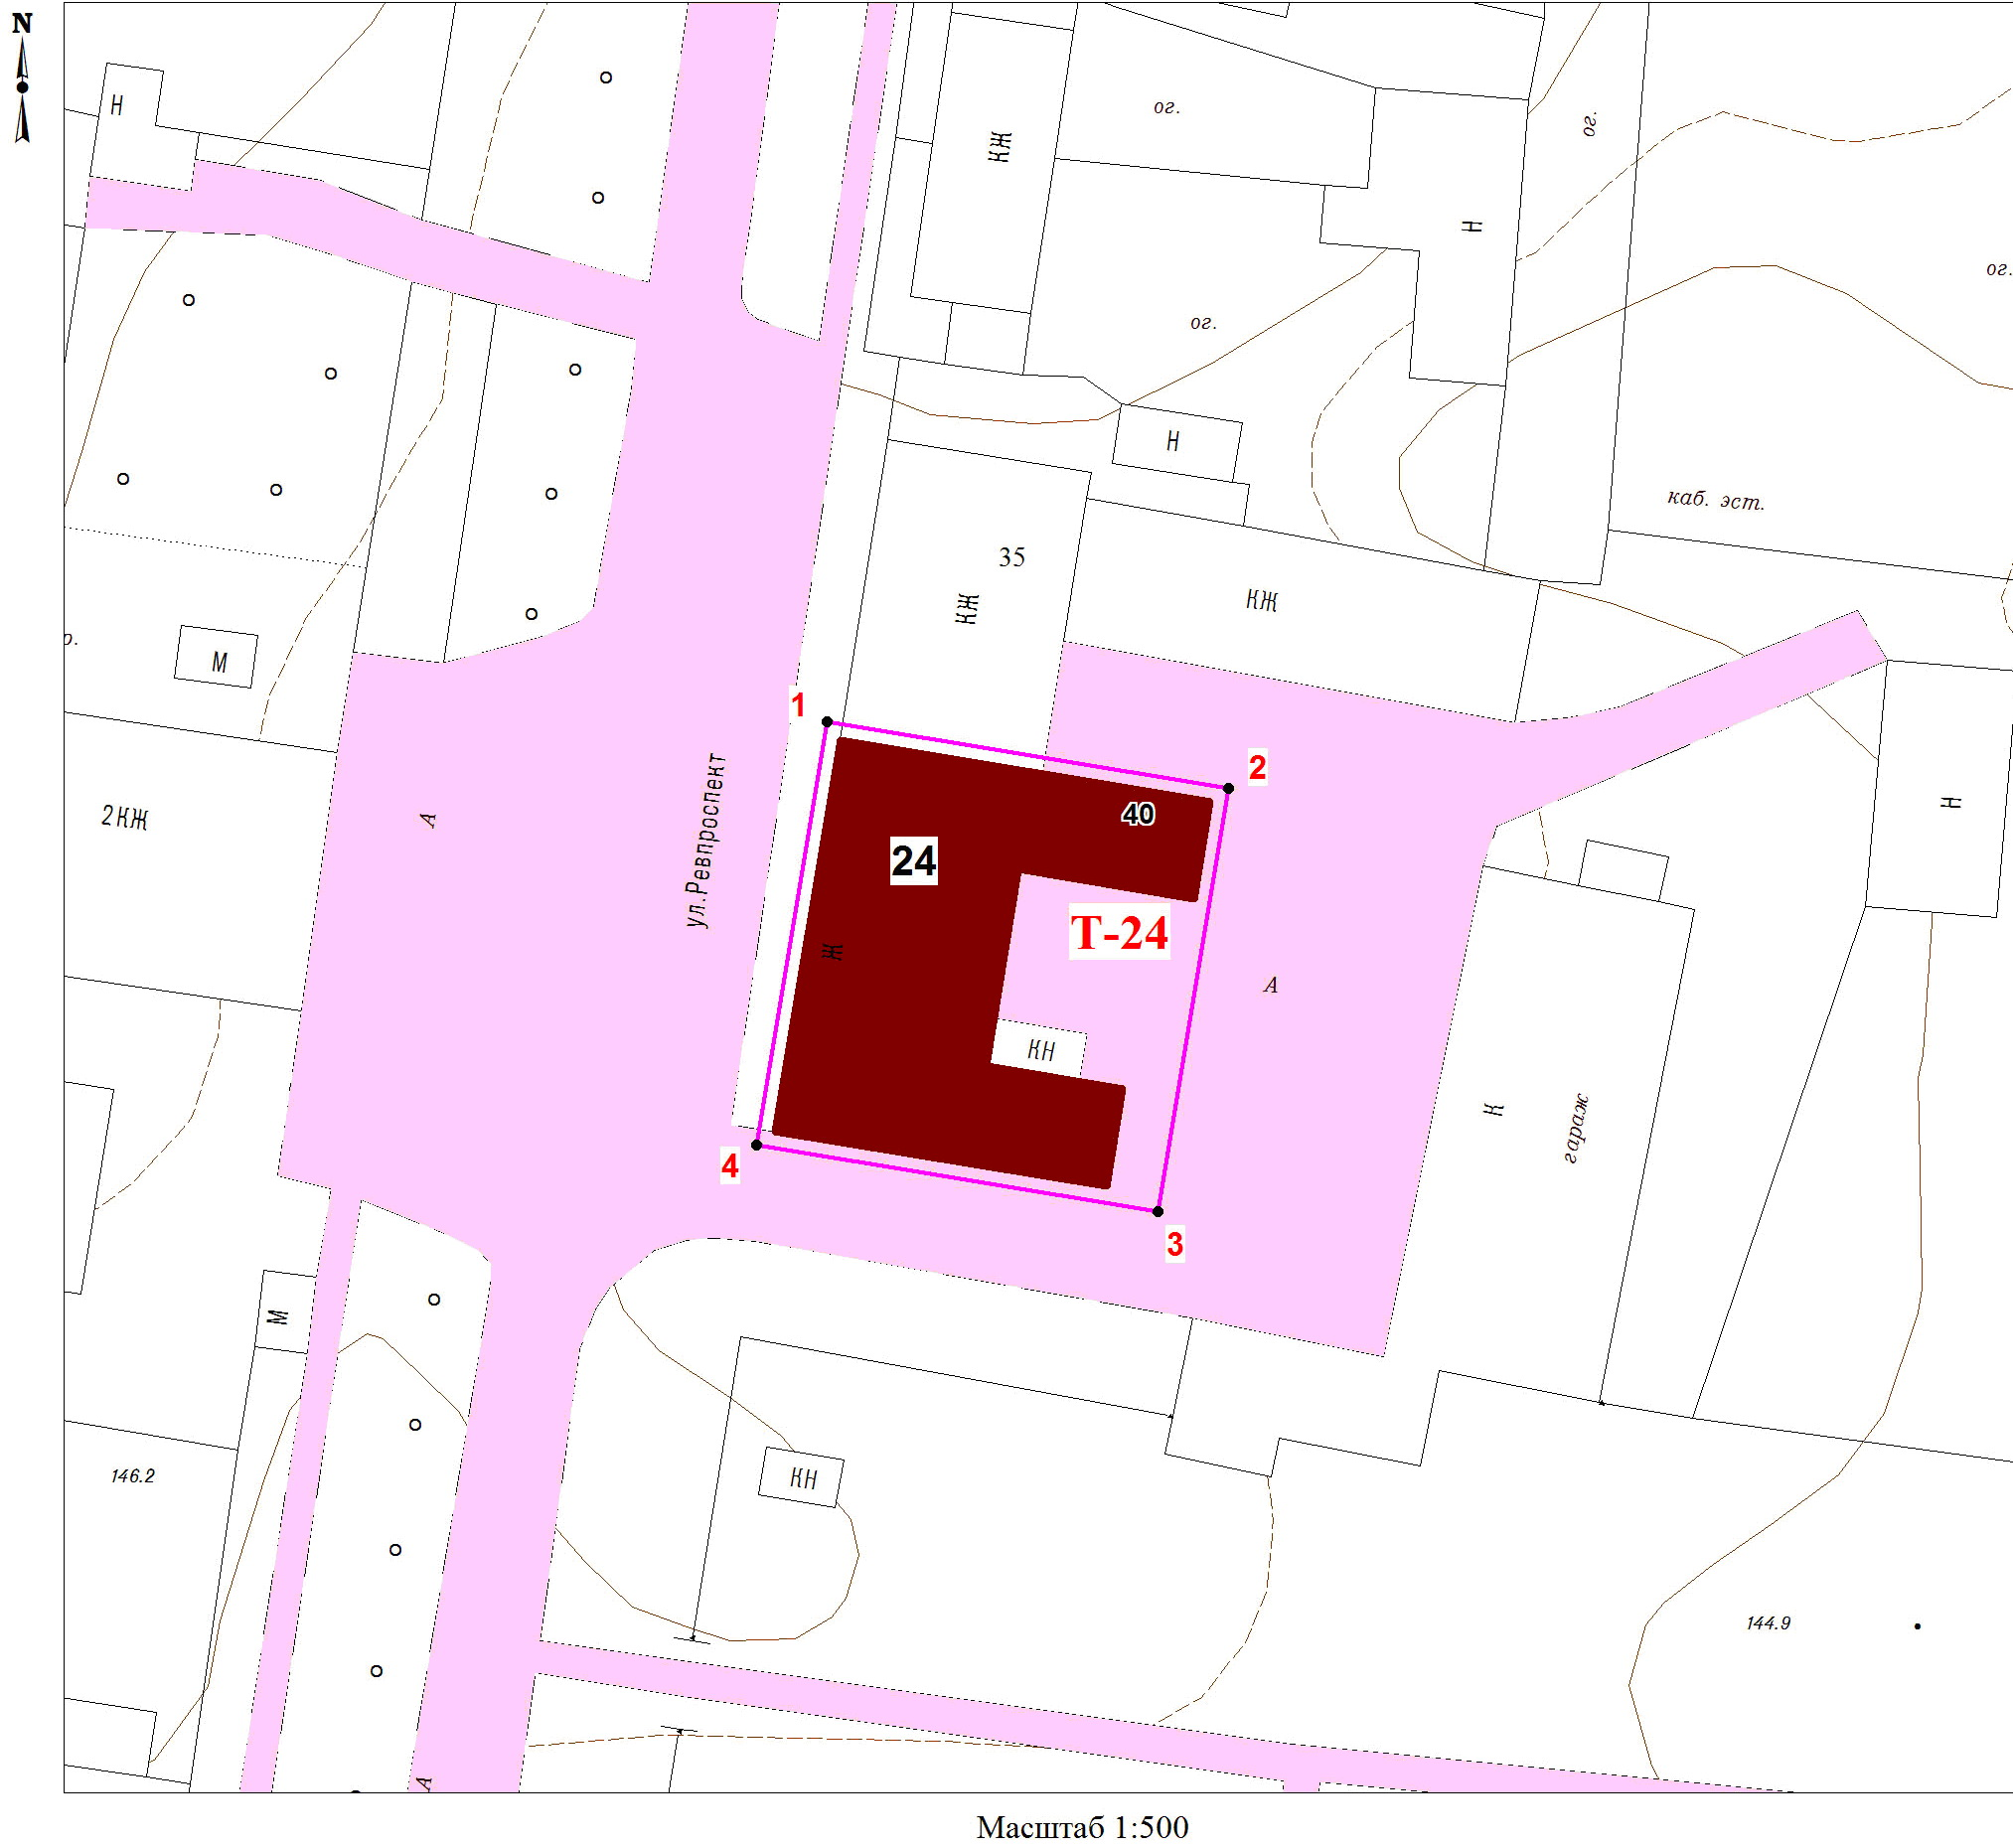 N
Н
КЖ
ог.
ог.
Н
ог.
ог.
Н
каб. эст.
35
КЖ
КЖ
р.
М
1
2
ул.Ревпроспект
2КЖ
А
40
24
Н
Т-24
Ж
А
КН
К
гараж
4
3
М
146.2
КН
144.9
А
Масштаб 1:500